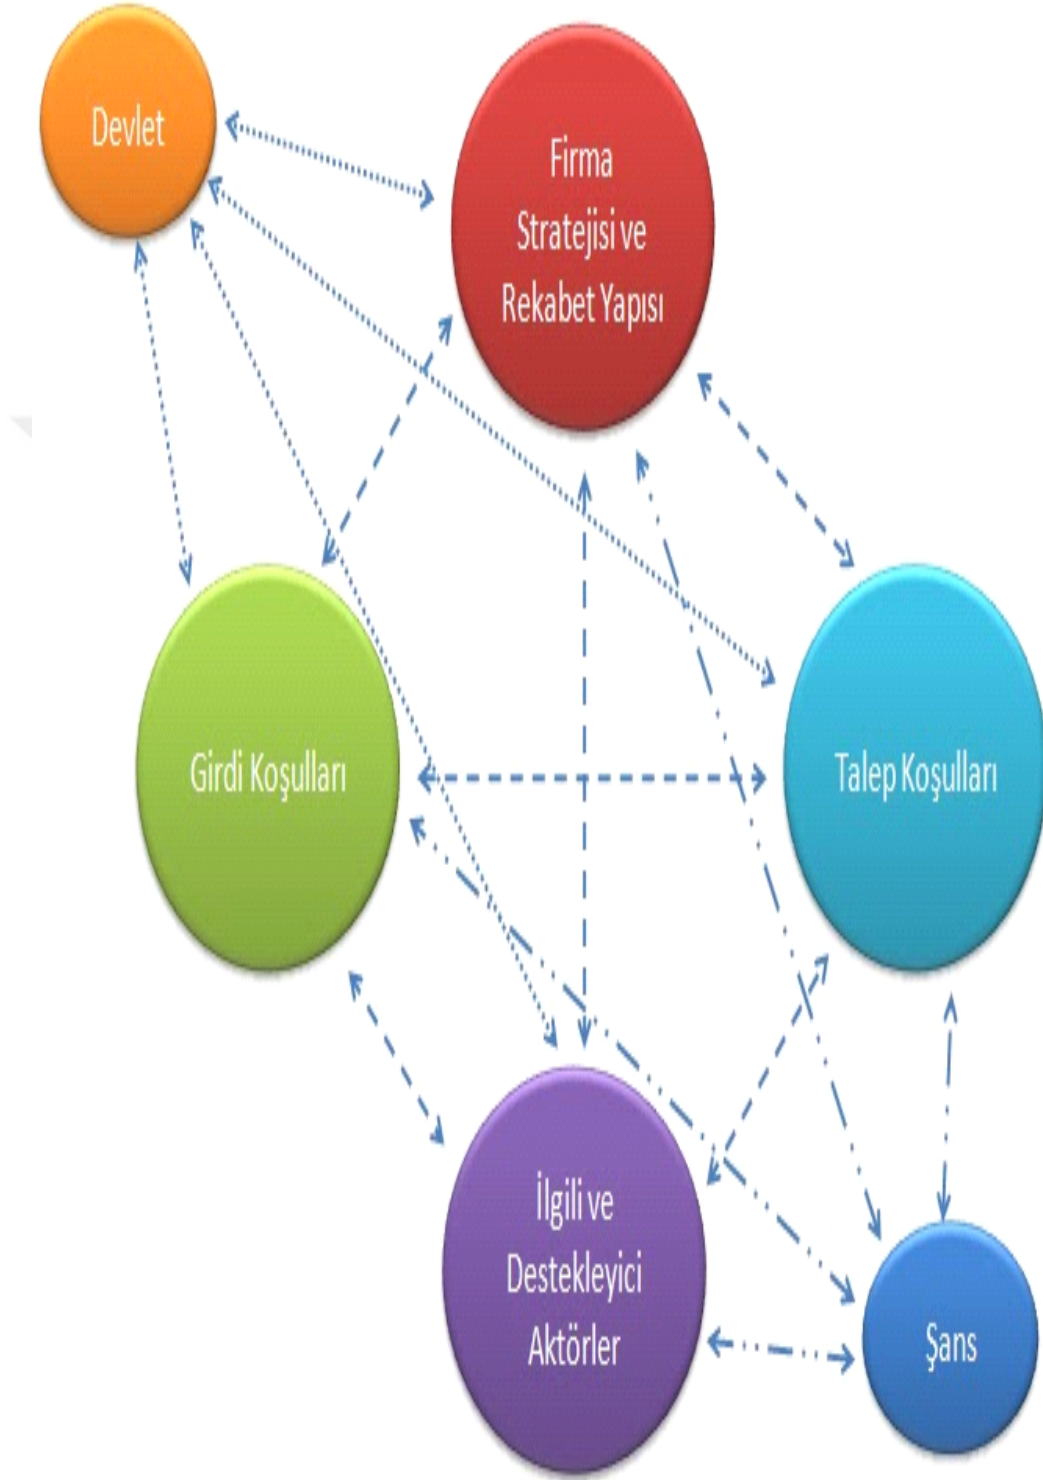 Devlet
Firma
Stratejisi ve
Rekabet Yapısı
Girdi Koşulları
Talep Koşulları
İlgili ve
Destekleyici
Aktörler
Şans